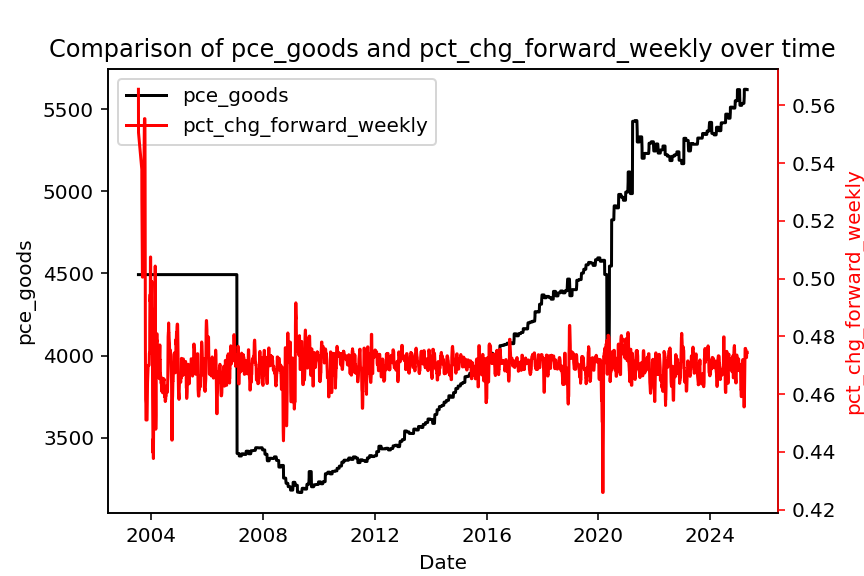 Comparison of pce_goods and pct_chg_forward_weekly over time
pce_goods
pct_chg_forward_weekly
5500
5000
4500
4000
3500
pce_goods
0.56
0.54
0.52
0.50
0.48
0.46
0.44
0.42
pct_chg_forward_weekly
2004 2008 2012 2016 2020 2024
Date